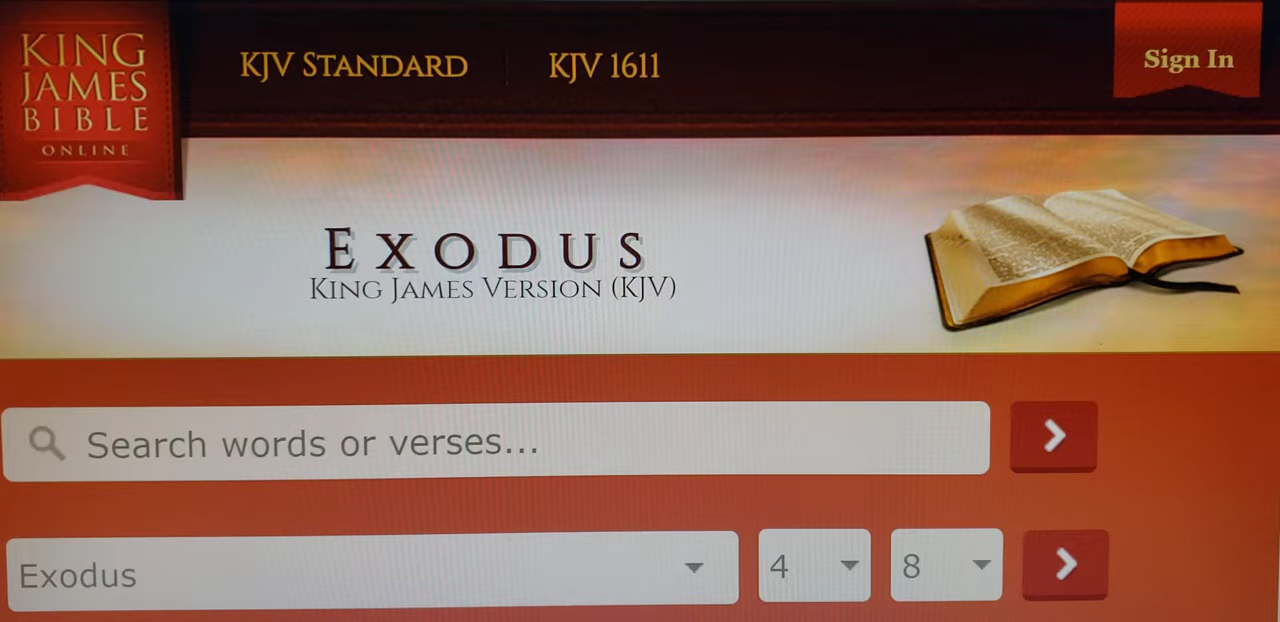 KING
JAMES
BIBLE
ONLINE
KJV STANDARD
KJV 1611
Sign In
EXODUS
KING JAMES VERSION (KJV)
Search words or verses...
Exodus
4
8